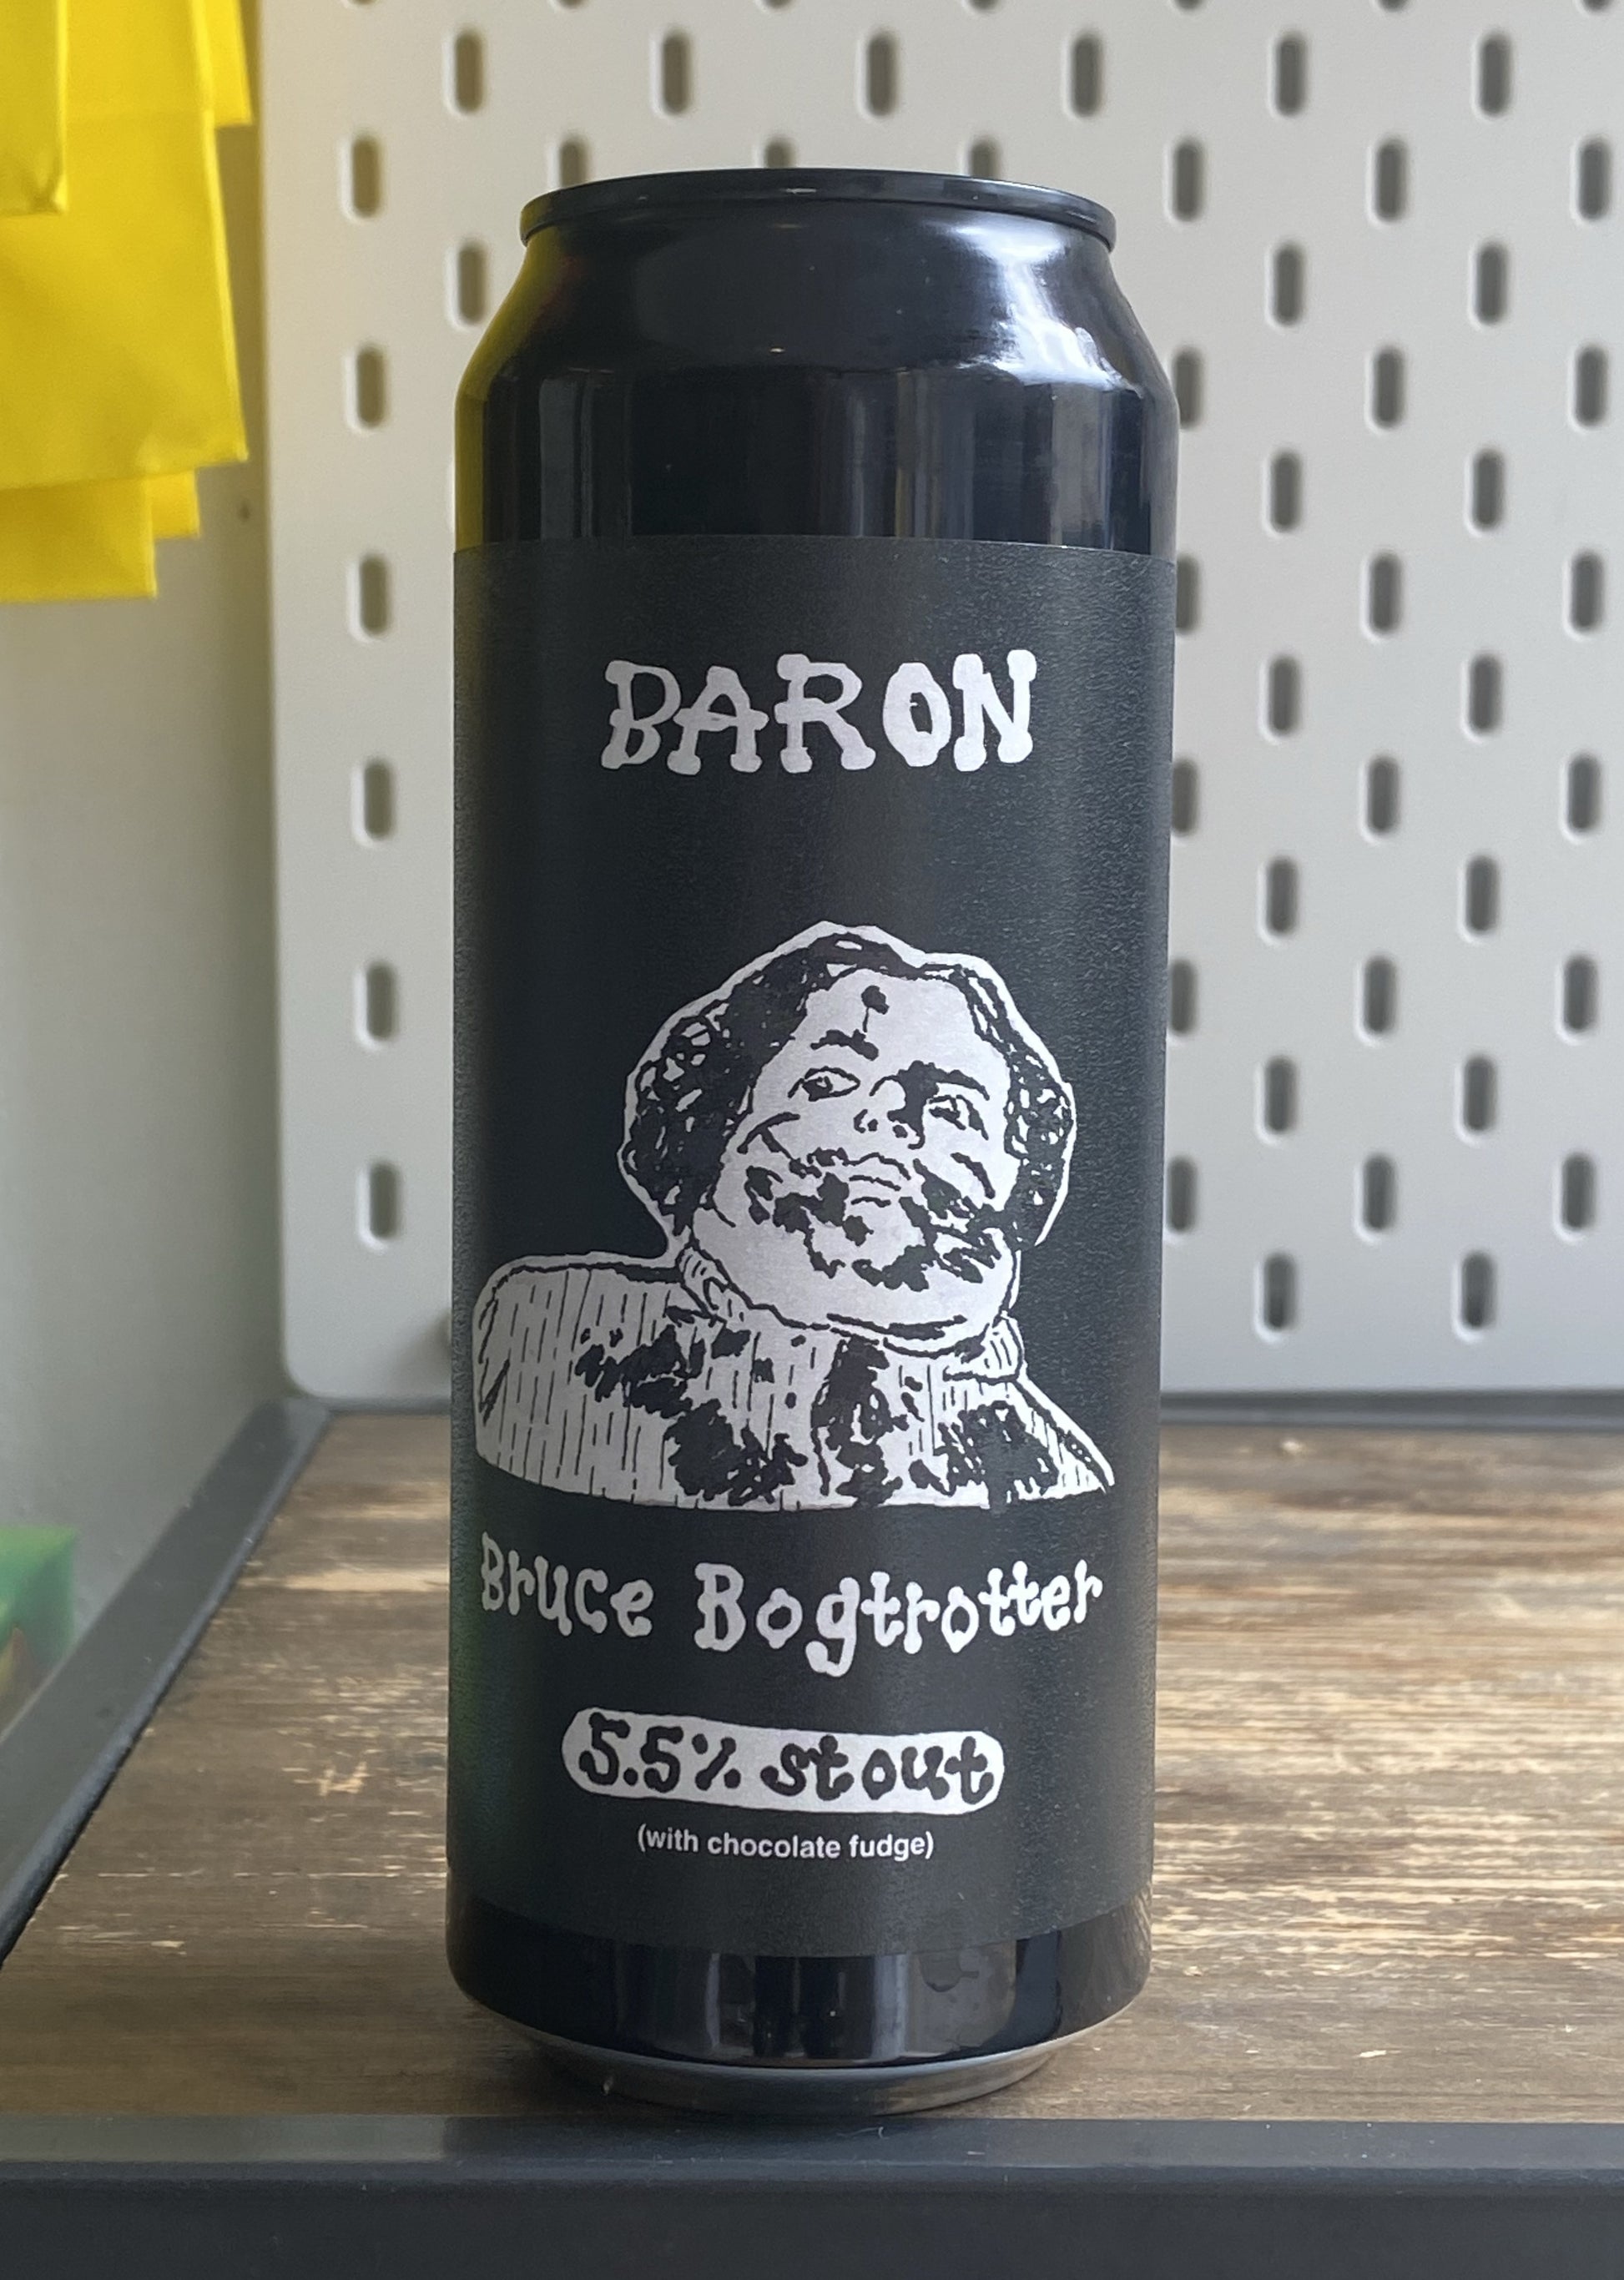 BARON
Bruce Bogtrotter
5.5% stout
(with chocolate fudge)